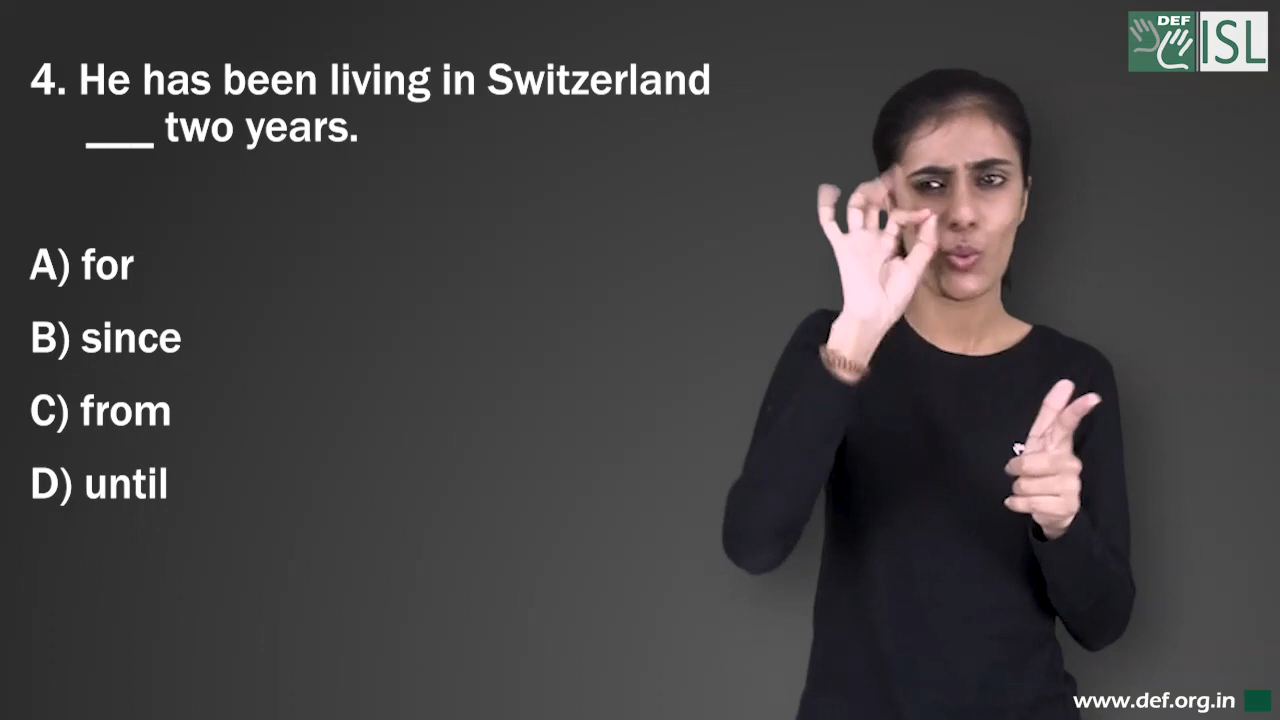 DEF
ISL
4. He has been living in Switzerland
___ two years.
A) for
B) since
C) from
D) until
www.def.org.in